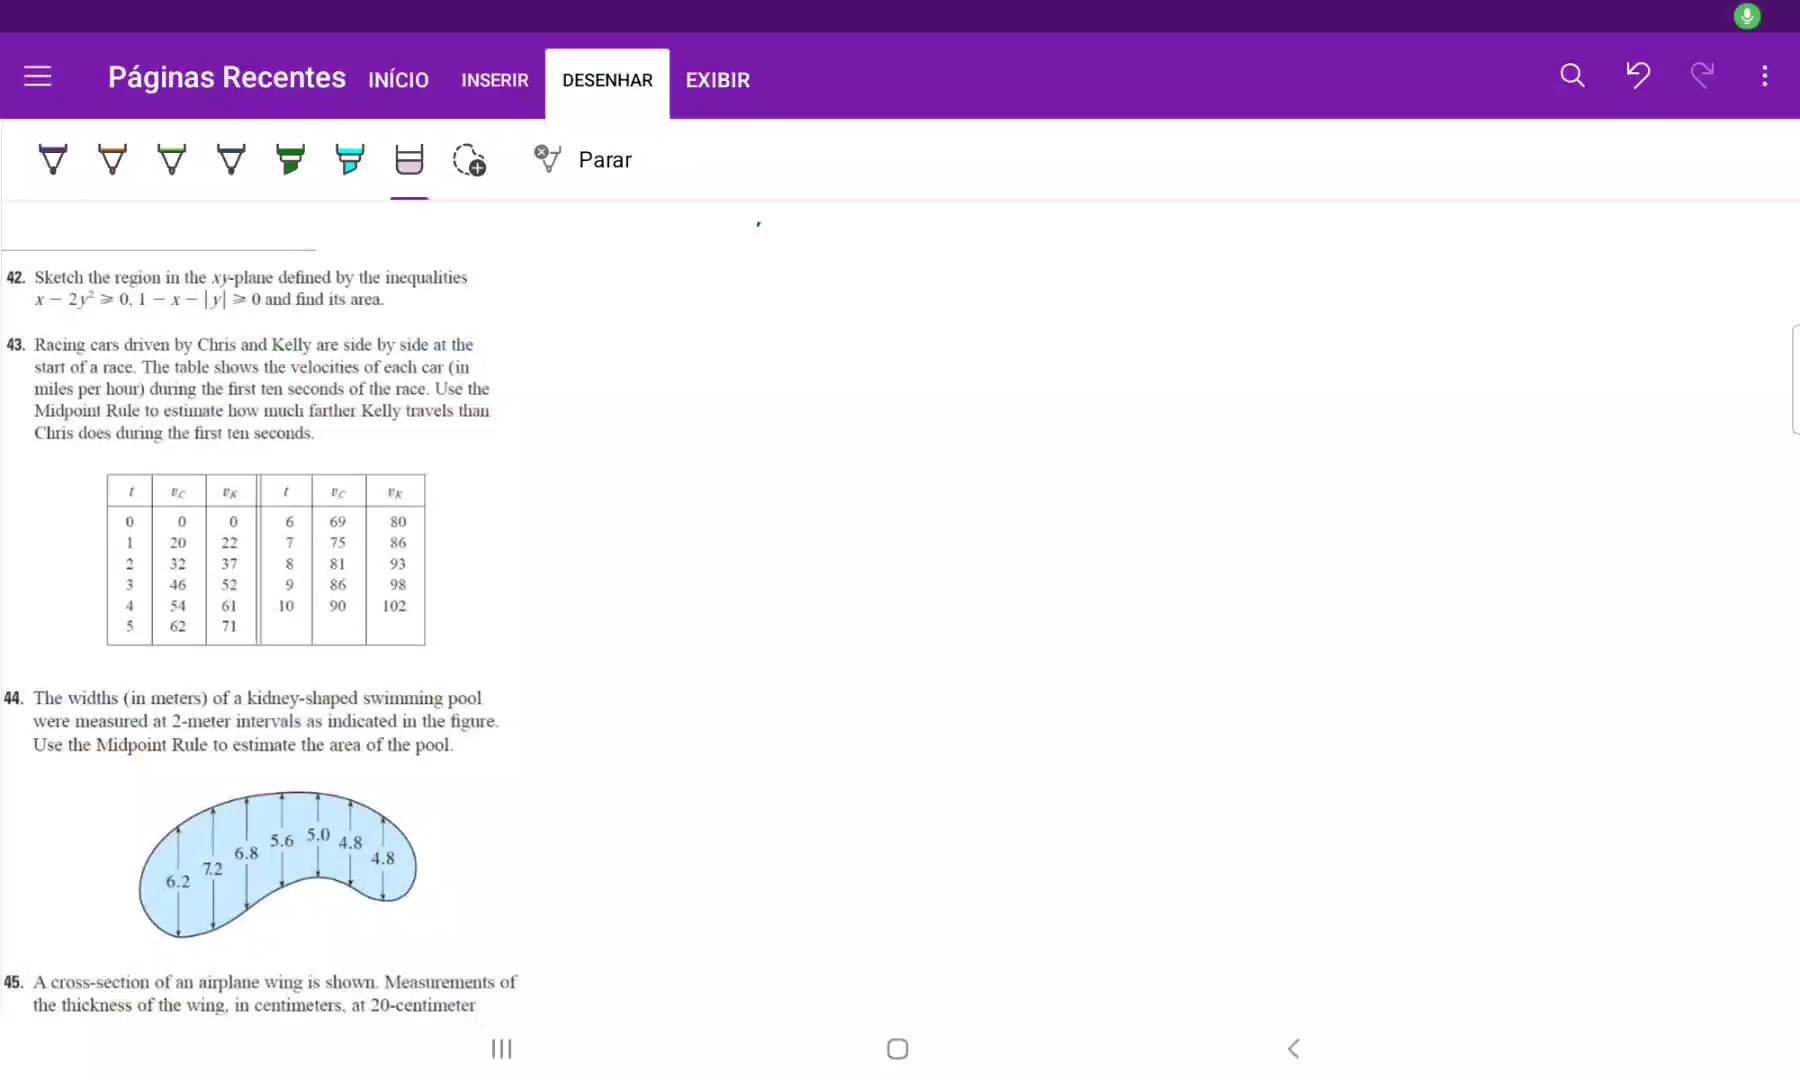 Páginas Recentes INÍCIO INSERIR DESENHAR EXIBIR
Parar
42. Sketch the region in the xy-plane defined by the inequalities
x − 2y² ⩾ 0, 1 − x − |y| ⩾ 0 and find its area.
43. Racing cars driven by Chris and Kelly are side by side at the
start of a race. The table shows the velocities of each car (in
miles per hour) during the first ten seconds of the race. Use the
Midpoint Rule to estimate how much farther Kelly travels than
Chris does during the first ten seconds.
t v_C v_K t v_C v_K
0 0 0 6 69 80
1 20 22 7 75 86
2 32 37 8 81 93
3 46 52 9 86 98
4 54 61 10 90 102
5 62 71
44. The widths (in meters) of a kidney-shaped swimming pool
were measured at 2-meter intervals as indicated in the figure.
Use the Midpoint Rule to estimate the area of the pool.
6.2 7.2 6.8 5.6 5.0 4.8 4.8
45. A cross-section of an airplane wing is shown. Measurements of
the thickness of the wing, in centimeters, at 20-centimeter